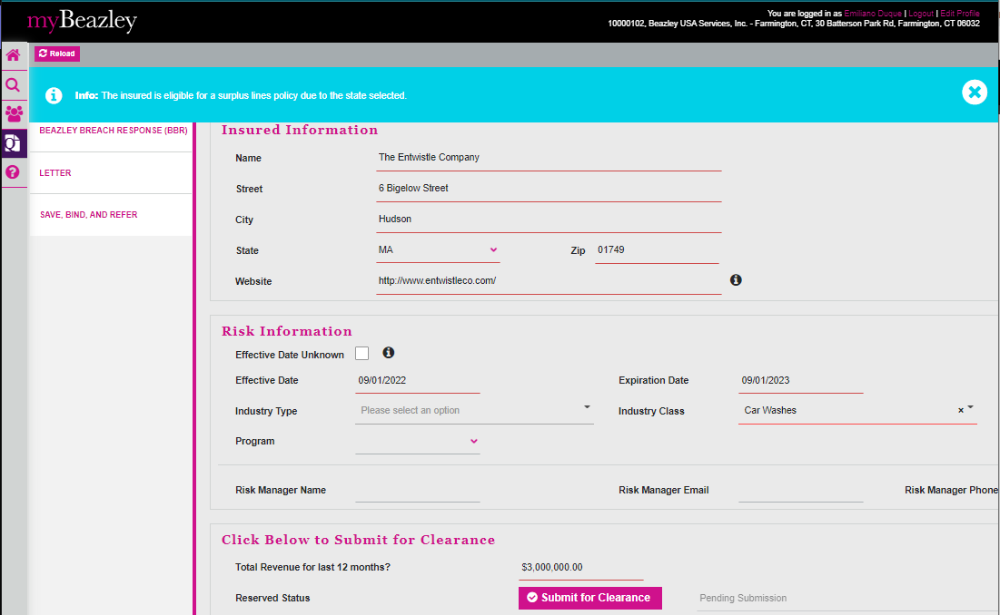 myBeazley
You are logged in as Emiliano Duque | Logout | Edit Profile
10000102, Beazley USA Services, Inc. - Farmington, CT, 30 Batterson Park Rd, Farmington, CT 06032
Reload
Info: The insured is eligible for a surplus lines policy due to the state selected.
BEAZLEY BREACH RESPONSE (BBR)
LETTER
SAVE, BIND, AND REFER
Insured Information
Name The Entwistle Company
Street 6 Bigelow Street
City Hudson
State MA Zip 01749
Website http://www.entwistleco.com/
Risk Information
Effective Date Unknown
Effective Date 09/01/2022 Expiration Date 09/01/2023
Industry Type Please select an option Industry Class Car Washes
Program
Risk Manager Name Risk Manager Email Risk Manager Phone
Click Below to Submit for Clearance
Total Revenue for last 12 months? $3,000,000.00
Reserved Status Submit for Clearance Pending Submission